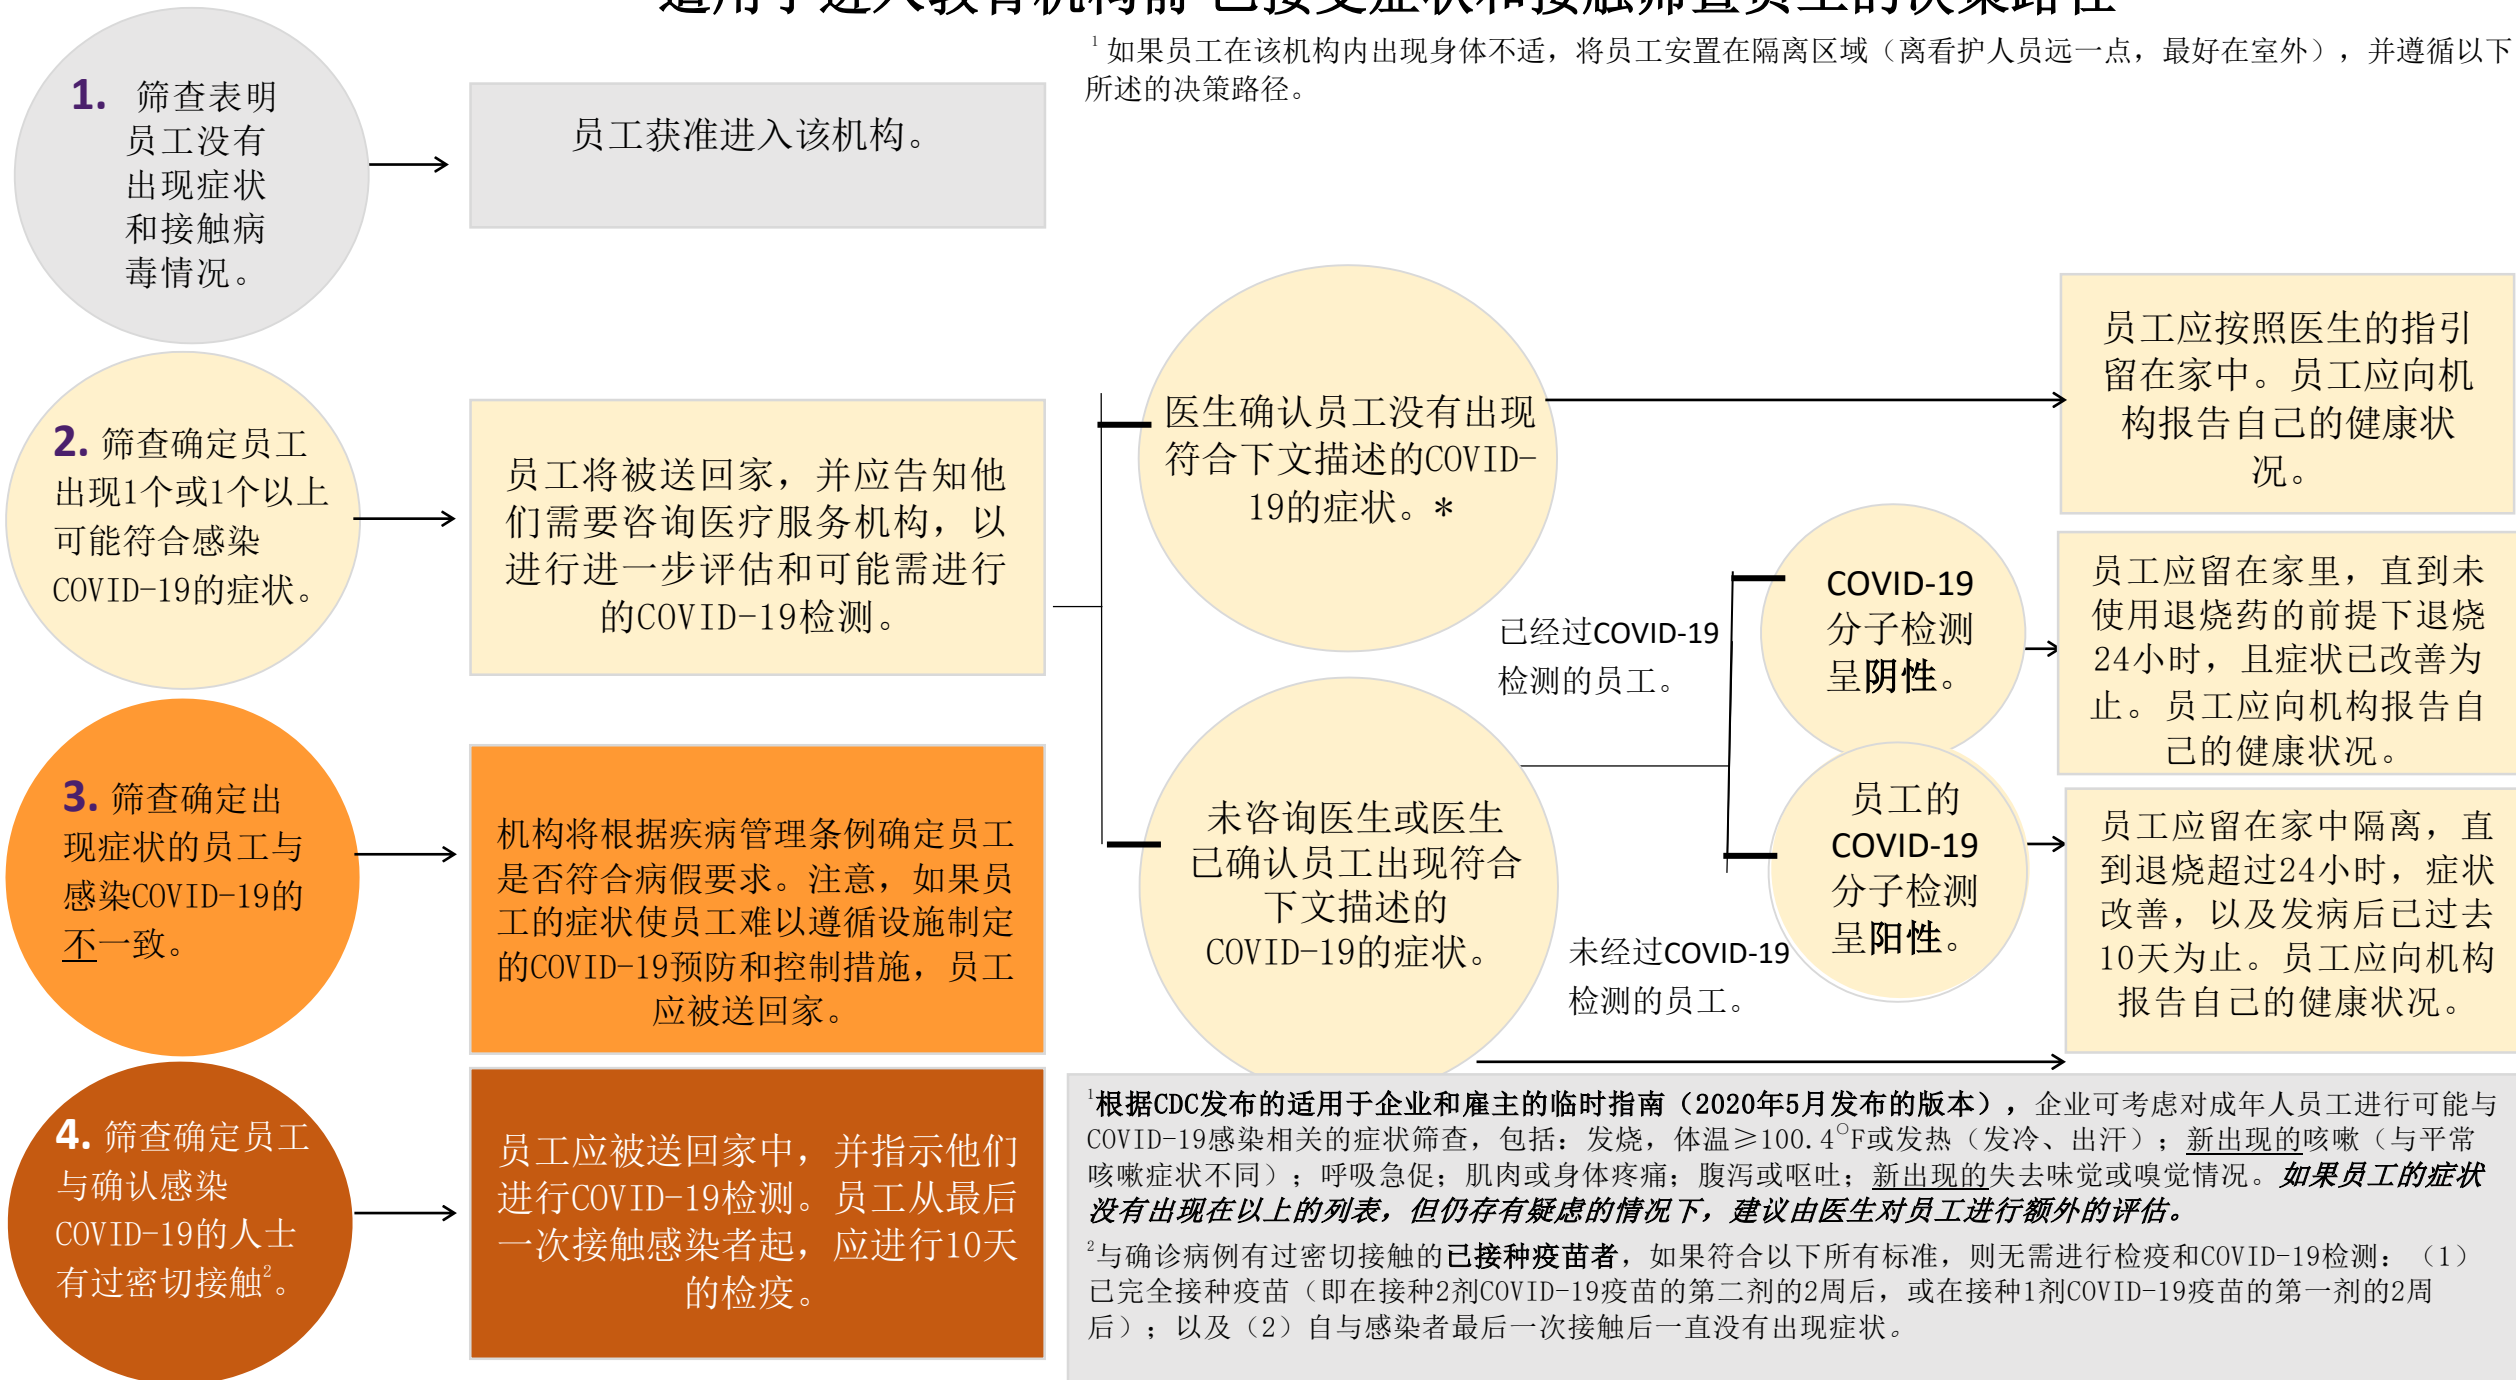 适用于进入教育机构前 已接受症状和接触筛查员工的决策路径
¹ 如果员工在该机构内出现身体不适，将员工安置在隔离区域（离看护人员远一点，最好在室外），并遵循以下
所述的决策路径。
1. 筛查表明
员工没有
出现症状
和接触病
毒情况。
员工获准进入该机构。
2. 筛查确定员工
出现1个或1个以上
可能符合感染
COVID-19的症状。
员工将被送回家，并应告知他
们需要咨询医疗服务机构，以
进行进一步评估和可能需进行
的COVID-19检测。
医生确认员工没有出现
符合下文描述的COVID-
19的症状。*
员工应按照医生的指引
留在家中。员工应向机
构报告自己的健康状
况。
未咨询医生或医生
已确认员工出现符合
下文描述的
COVID-19的症状。
已经过COVID-19
检测的员工。
COVID-19
分子检测
呈阴性。
员工应留在家里，直到未
使用退烧药的前提下退烧
24小时，且症状已改善为
止。员工应向机构报告自
己的健康状况。
员工的
COVID-19
分子检测
呈阳性。
员工应留在家中隔离，直
到退烧超过24小时，症状
改善，以及发病后已过去
10天为止。员工应向机构
报告自己的健康状况。
未经过COVID-19
检测的员工。
3. 筛查确定出
现症状的员工与
感染COVID-19的
不一致。
机构将根据疾病管理条例确定员工
是否符合病假要求。注意，如果员
工的症状使员工难以遵循设施制定
的COVID-19预防和控制措施，员工
应被送回家。
4. 筛查确定员工
与确认感染
COVID-19的人士
有过密切接触²。
员工应被送回家中，并指示他们
进行COVID-19检测。员工从最后
一次接触感染者起，应进行10天
的检疫。
¹根据CDC发布的适用于企业和雇主的临时指南（2020年5月发布的版本），企业可考虑对成年人员工进行可能与
COVID-19感染相关的症状筛查，包括：发烧，体温≥100.4°F或发热（发冷、出汗）；新出现的咳嗽（与平常
咳嗽症状不同）；呼吸急促；肌肉或身体疼痛；腹泻或呕吐；新出现的失去味觉或嗅觉情况。如果员工的症状
没有出现在以上的列表，但仍存有疑虑的情况下，建议由医生对员工进行额外的评估。
²与确诊病例有过密切接触的已接种疫苗者，如果符合以下所有标准，则无需进行检疫和COVID-19检测：（1）
已完全接种疫苗（即在接种2剂COVID-19疫苗的第二剂的2周后，或在接种1剂COVID-19疫苗的第一剂的2周
后）；以及（2）自与感染者最后一次接触后一直没有出现症状。